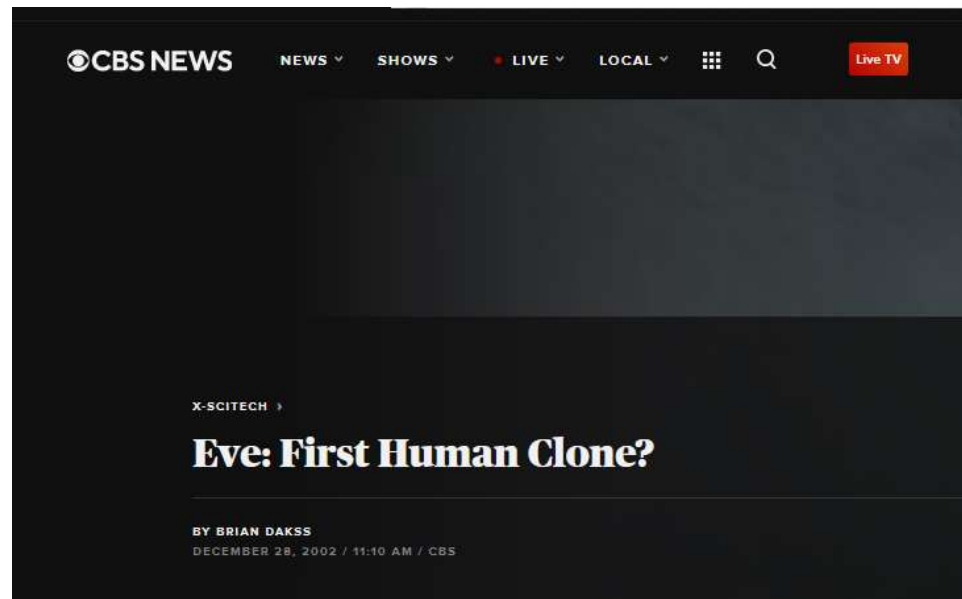 CBS NEWS NEWS SHOWS LIVE LOCAL Live TV
X-SCITECH
Eve: First Human Clone?
BY BRIAN DAKSS
DECEMBER 28, 2002 / 11:10 AM / CBS